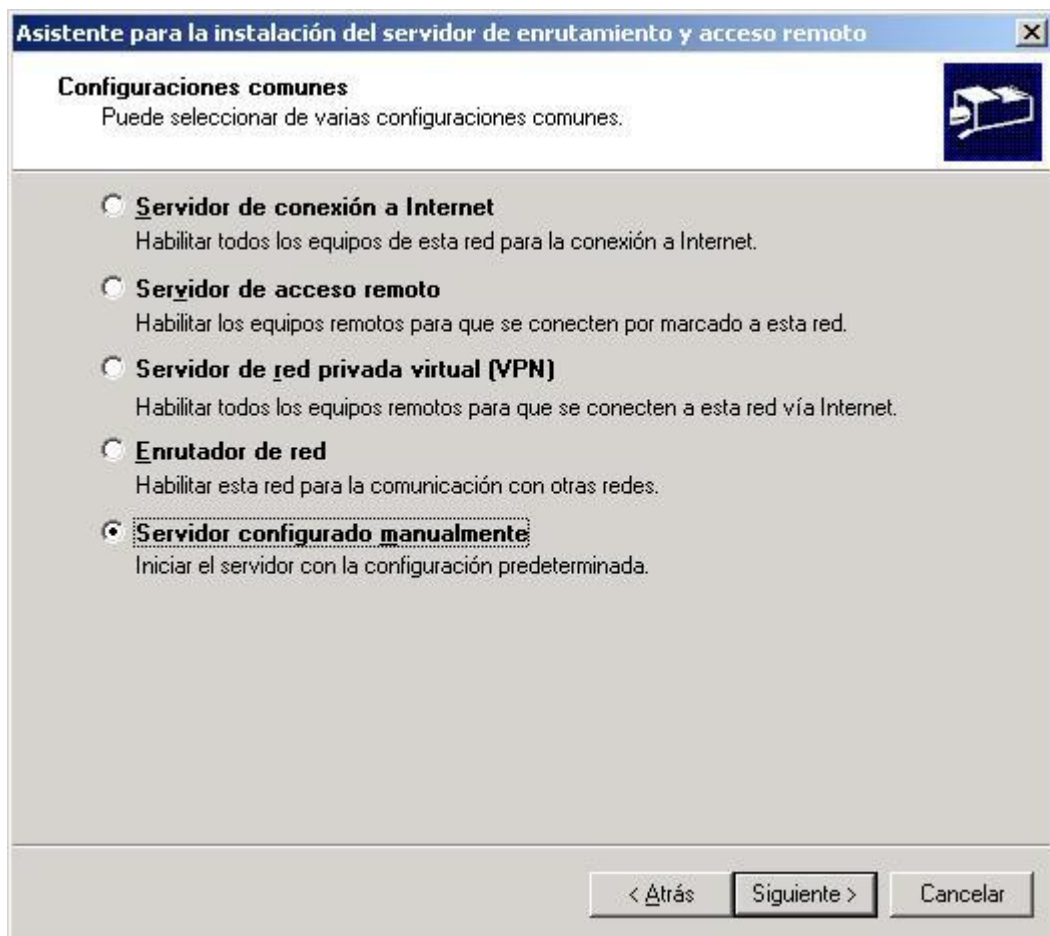 Asistente para la instalación del servidor de enrutamiento y acceso remoto
Configuraciones comunes
Puede seleccionar de varias configuraciones comunes.
Servidor de conexión a Internet
Habilitar todos los equipos de esta red para la conexión a Internet.
Servidor de acceso remoto
Habilitar los equipos remotos para que se conecten por marcado a esta red.
Servidor de red privada virtual (VPN)
Habilitar todos los equipos remotos para que se conecten a esta red vía Internet.
Enrutador de red
Habilitar esta red para la comunicación con otras redes.
Servidor configurado manualmente
Iniciar el servidor con la configuración predeterminada.
< Atrás Siguiente > Cancelar